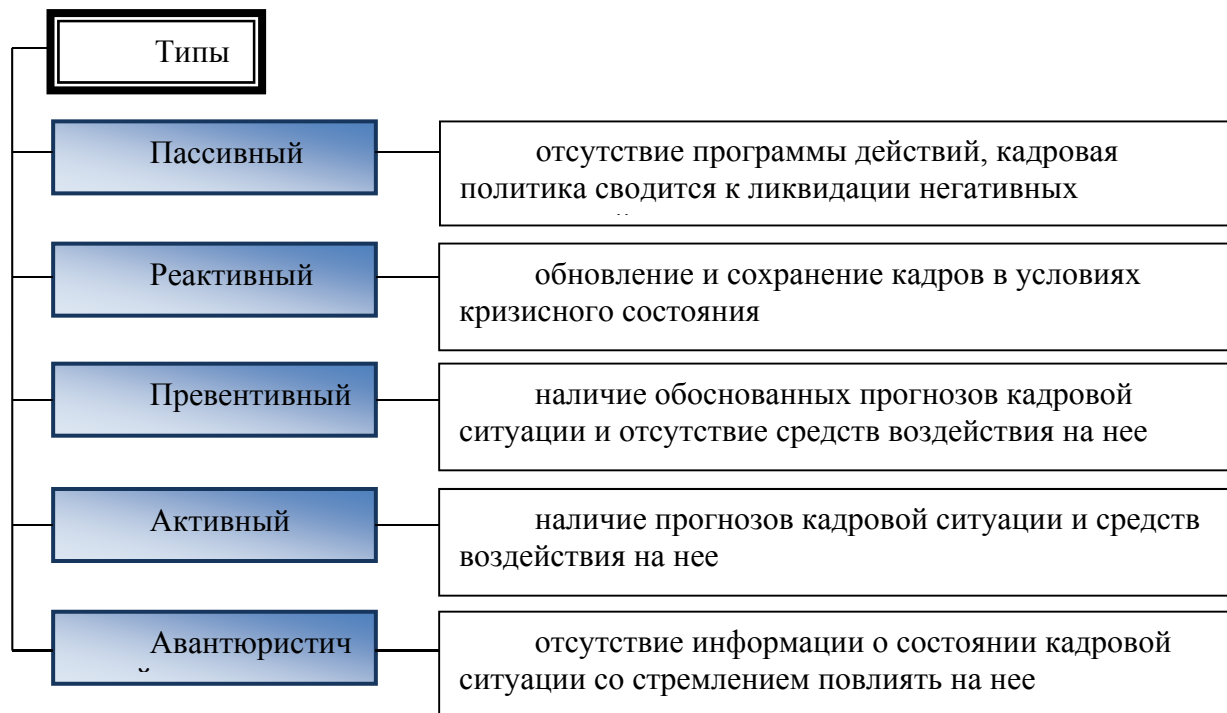 Типы
Пассивный
отсутствие программы действий, кадровая
политика сводится к ликвидации негативных
Реактивный
обновление и сохранение кадров в условиях
кризисного состояния
Превентивный
наличие обоснованных прогнозов кадровой
ситуации и отсутствие средств воздействия на нее
Активный
наличие прогнозов кадровой ситуации и средств
воздействия на нее
Авантюристич
отсутствие информации о состоянии кадровой
ситуации со стремлением повлиять на нее